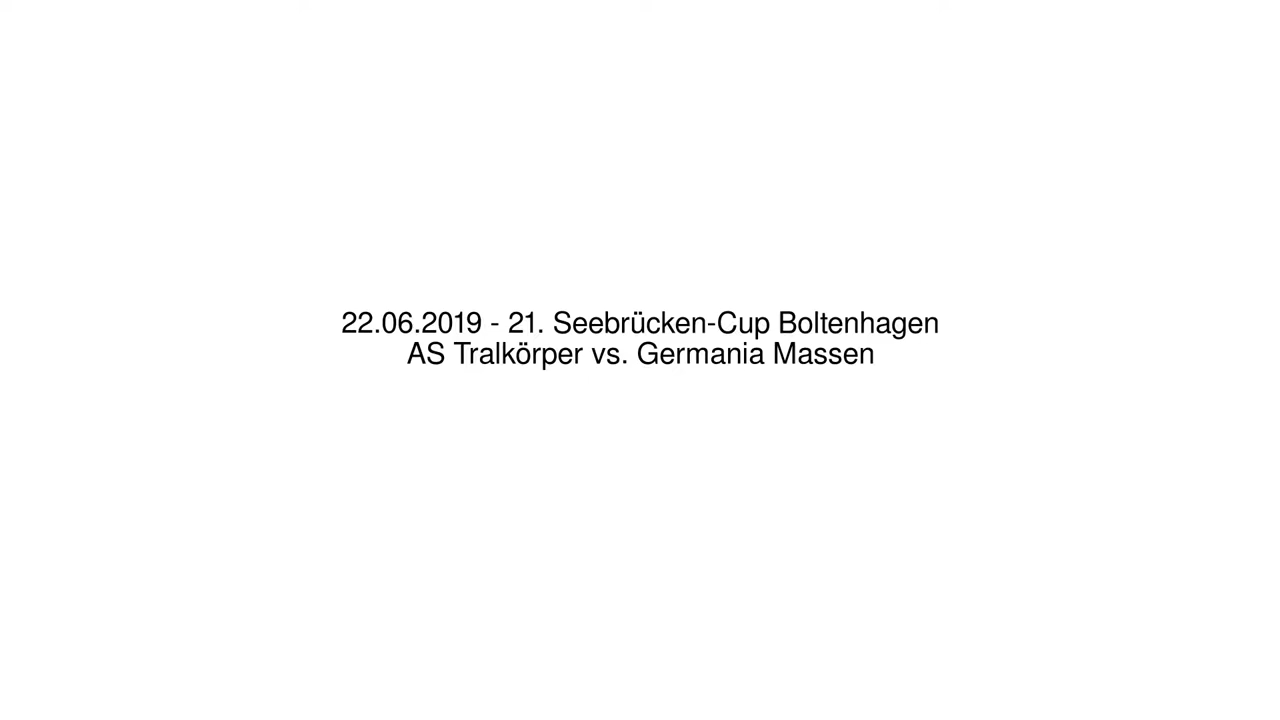 22.06.2019 - 21. Seebrücken-Cup Boltenhagen
AS Tralkörper vs. Germania Massen